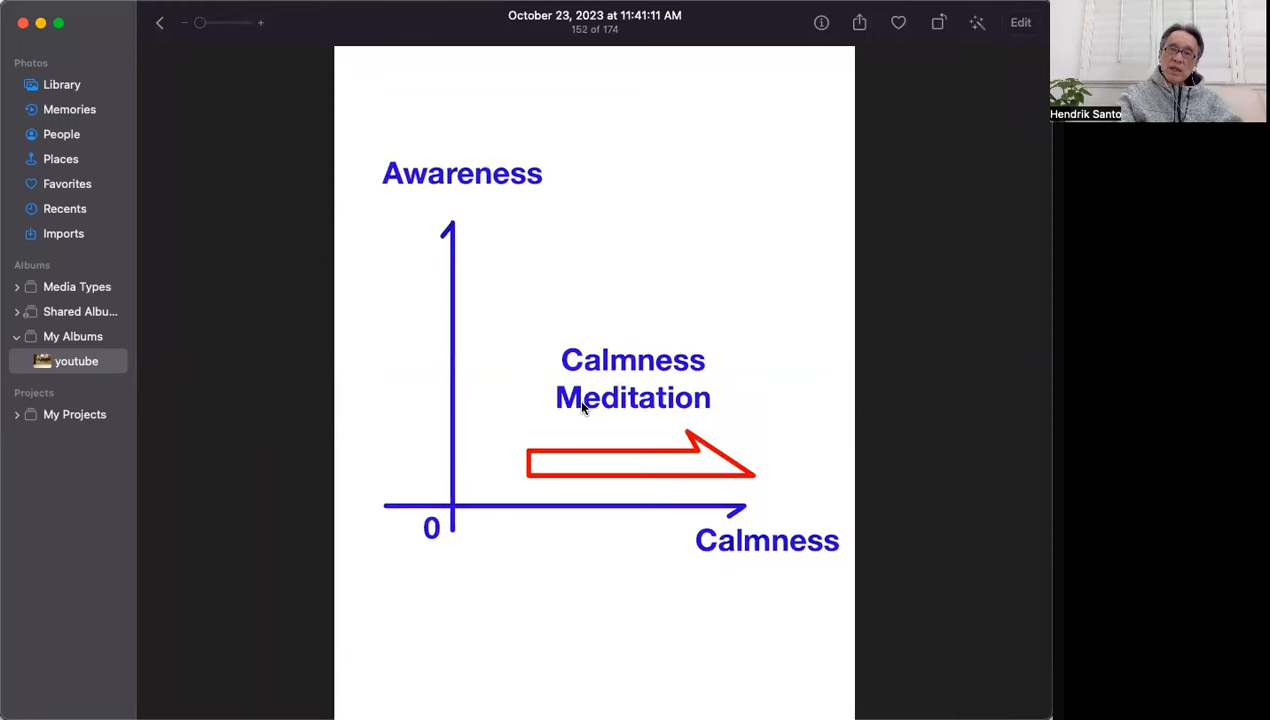 October 23, 2023 at 11:41:11 AM
152 of 174
Edit
Photos
Library
Memories
People
Places
Favorites
Recents
Imports
Albums
Media Types
Shared Albu...
My Albums
youtube
Projects
My Projects
Awareness
Calmness
Meditation
0
Calmness
Hendrik Santo